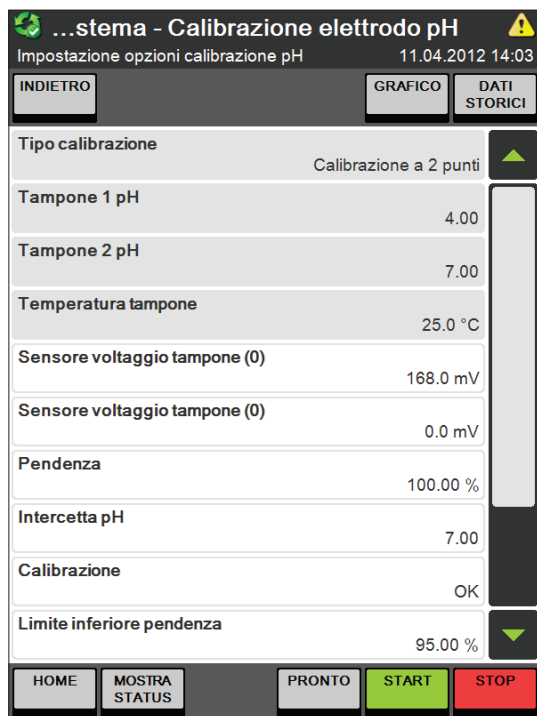 ...stema - Calibrazione elettrodo pH
Impostazione opzioni calibrazione pH 11.04.2012 14:03
INDIETRO GRAFICO DATI STORICI
Tipo calibrazione
Calibrazione a 2 punti
Tampone 1 pH
4.00
Tampone 2 pH
7.00
Temperatura tampone
25.0 °C
Sensore voltaggio tampone (0)
168.0 mV
Sensore voltaggio tampone (0)
0.0 mV
Pendenza
100.00 %
Intercetta pH
7.00
Calibrazione
OK
Limite inferiore pendenza
95.00 %
HOME MOSTRA STATUS PRONTO START STOP